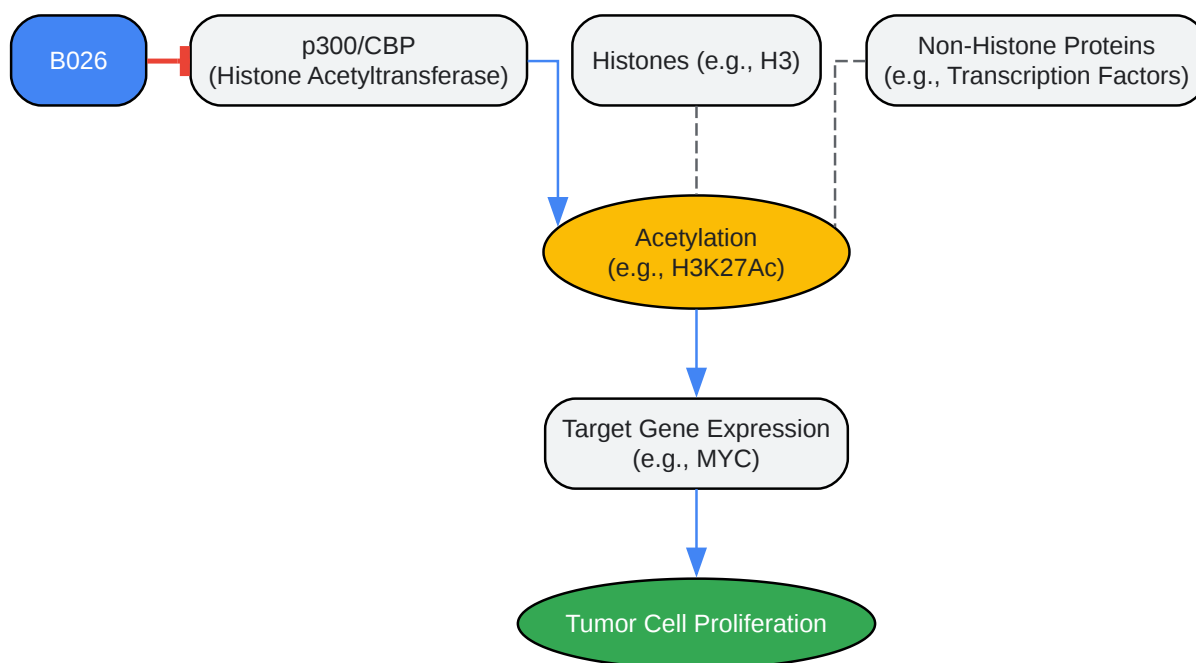 B026
p300/CBP
(Histone Acetyltransferase)
Histones (e.g., H3)
Non-Histone Proteins
(e.g., Transcription Factors)
Acetylation
(e.g., H3K27Ac)
Target Gene Expression
(e.g., MYC)
Tumor Cell Proliferation